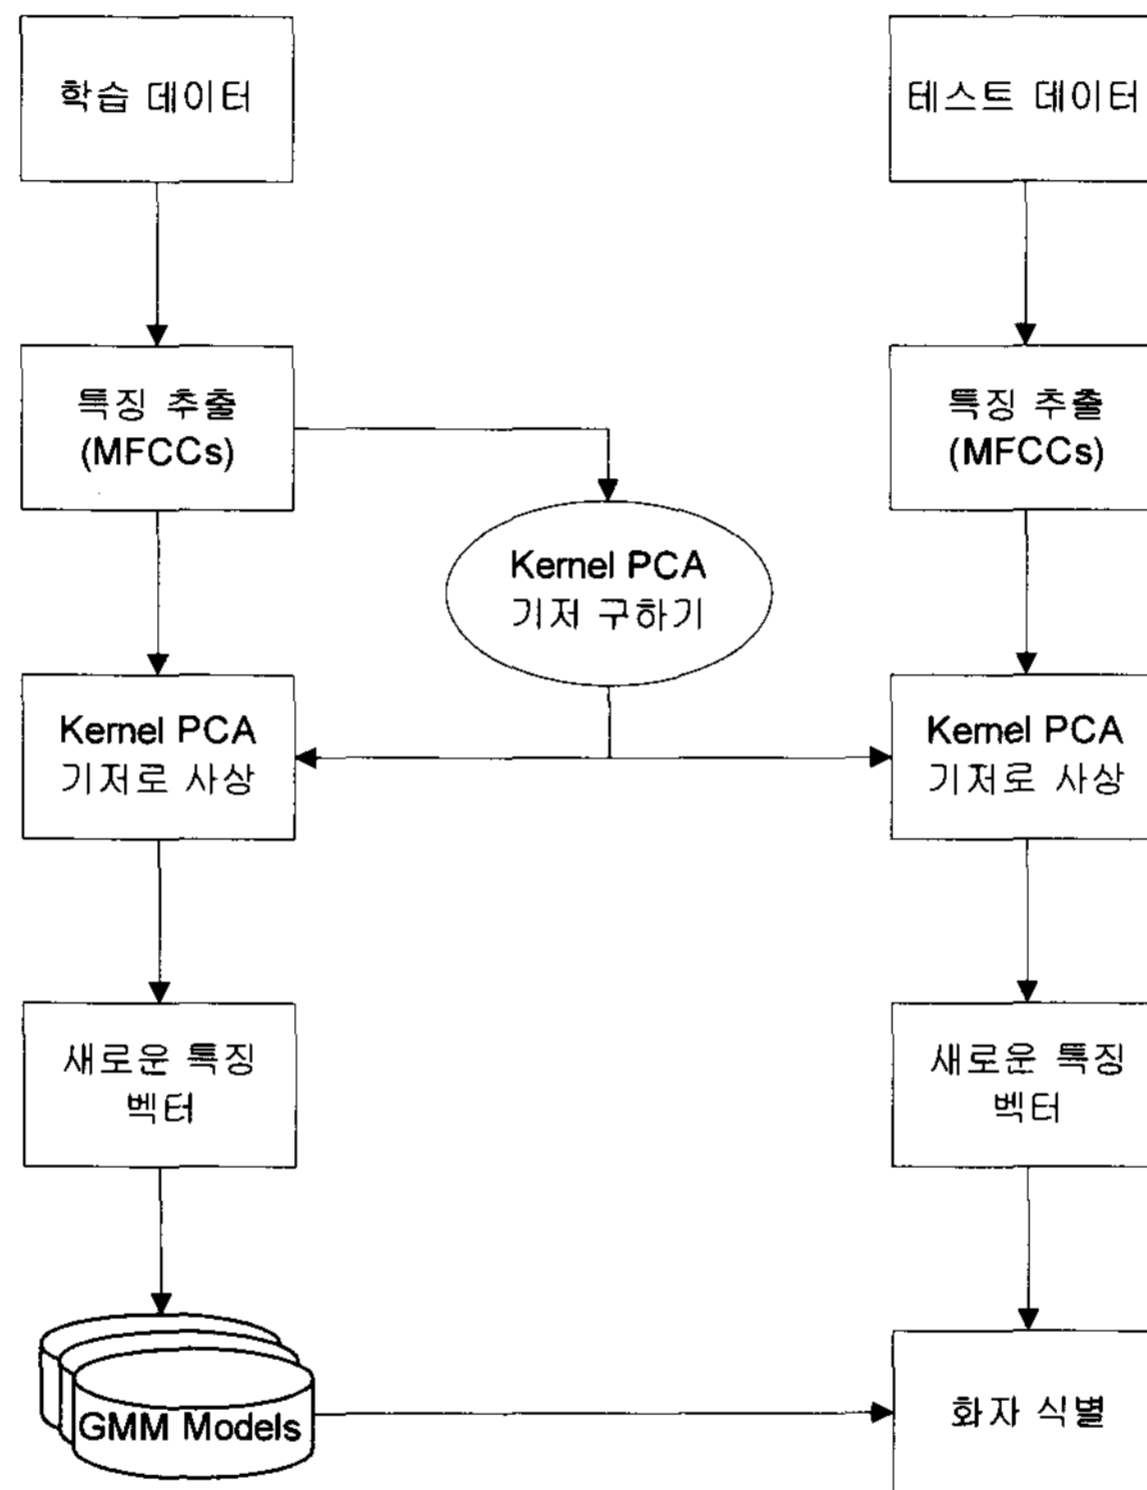 학습 데이터
테스트 데이터
특징 추출
(MFCCs)
특징 추출
(MFCCs)
Kernel PCA
기저 구하기
Kernel PCA
기저로 사상
Kernel PCA
기저로 사상
새로운 특징
벡터
새로운 특징
벡터
GMM Models
화자 식별